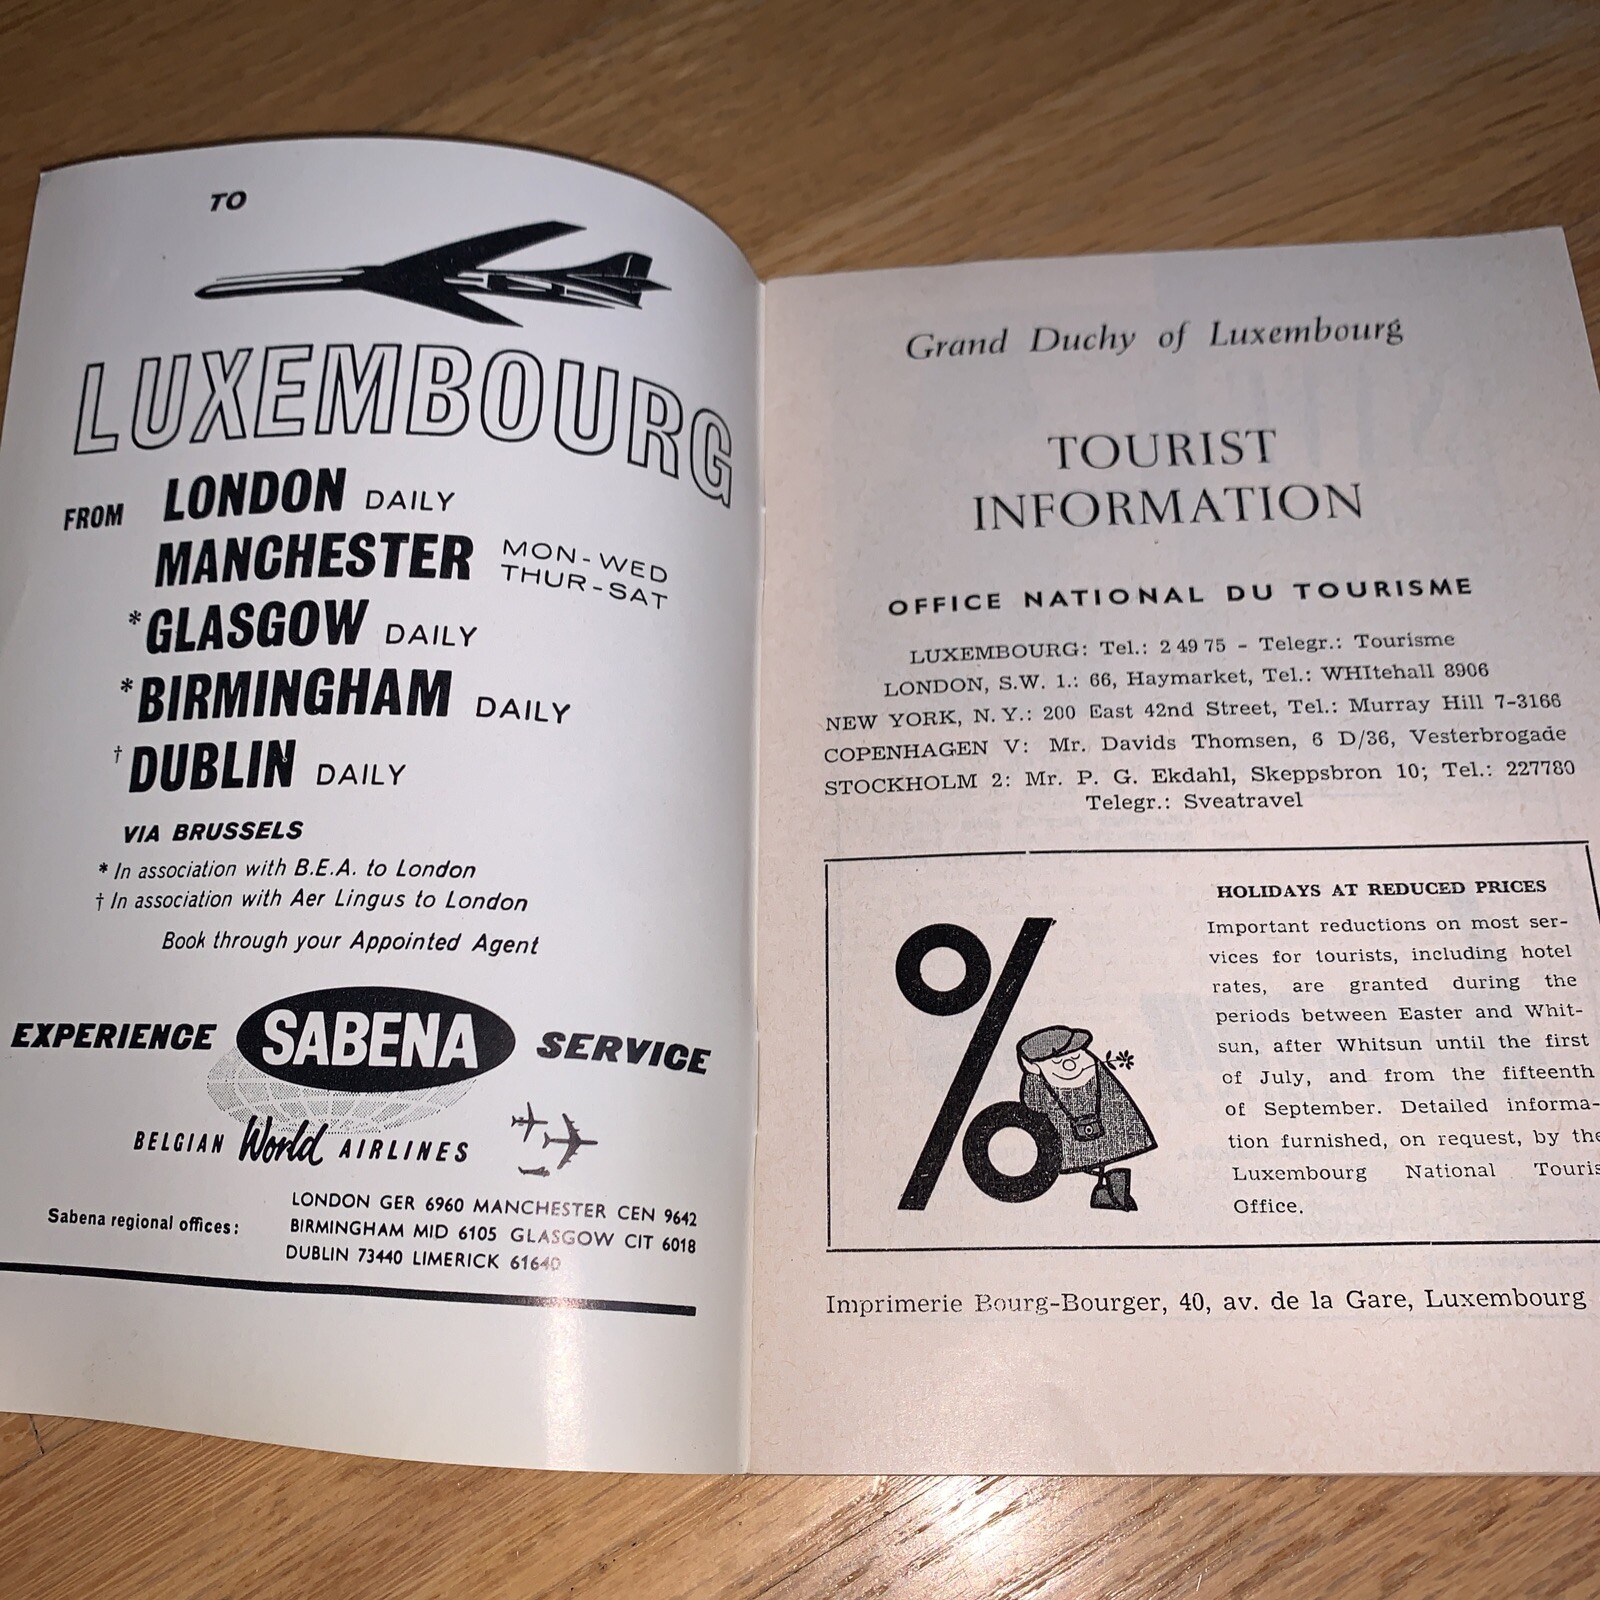 TO
LUXEMBOURG
FROM LONDON DAILY
MANCHESTER MON-WED
THUR-SAT
*GLASGOW DAILY
*BIRMINGHAM DAILY
†DUBLIN DAILY
VIA BRUSSELS
* In association with B.E.A. to London
† In association with Aer Lingus to London
Book through your Appointed Agent
EXPERIENCE SABENA SERVICE
BELGIAN World AIRLINES
Sabena regional offices:
LONDON GER 6960 MANCHESTER CEN 9642
BIRMINGHAM MID 6105 GLASGOW CIT 6018
DUBLIN 73440 LIMERICK 61640
Grand Duchy of Luxembourg
TOURIST
INFORMATION
OFFICE NATIONAL DU TOURISME
LUXEMBOURG: Tel.: 2 49 75 - Telegr.: Tourisme
LONDON, S.W. 1.: 66, Haymarket, Tel.: WHItehall 8906
NEW YORK, N. Y.: 200 East 42nd Street, Tel.: Murray Hill 7-3166
COPENHAGEN V: Mr. Davids Thomsen, 6 D/36, Vesterbrogade
STOCKHOLM 2: Mr. P. G. Ekdahl, Skeppsbron 10; Tel.: 227780
Telegr.: Sveatravel
%
HOLIDAYS AT REDUCED PRICES
Important reductions on most ser-
vices for tourists, including hotel
rates, are granted during the
periods between Easter and Whit-
sun, after Whitsun until the first
of July, and from the fifteenth
of September. Detailed informa-
tion furnished, on request, by the
Luxembourg National Touris
Office.
Imprimerie Bourg-Bourger, 40, av. de la Gare, Luxembourg